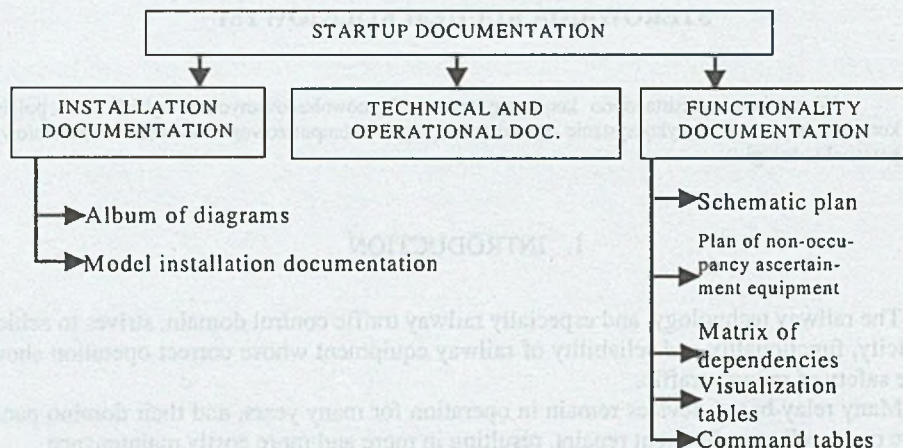 STARTUP DOCUMENTATION
INSTALLATION
DOCUMENTATION
TECHNICAL AND
OPERATIONAL DOC.
FUNCTIONALITY
DOCUMENTATION
Album of diagrams
Model installation documentation
Schematic plan
Plan of non-occu-
pancy ascertain-
ment equipment
Matrix of
dependencies
Visualization
tables
Command tables